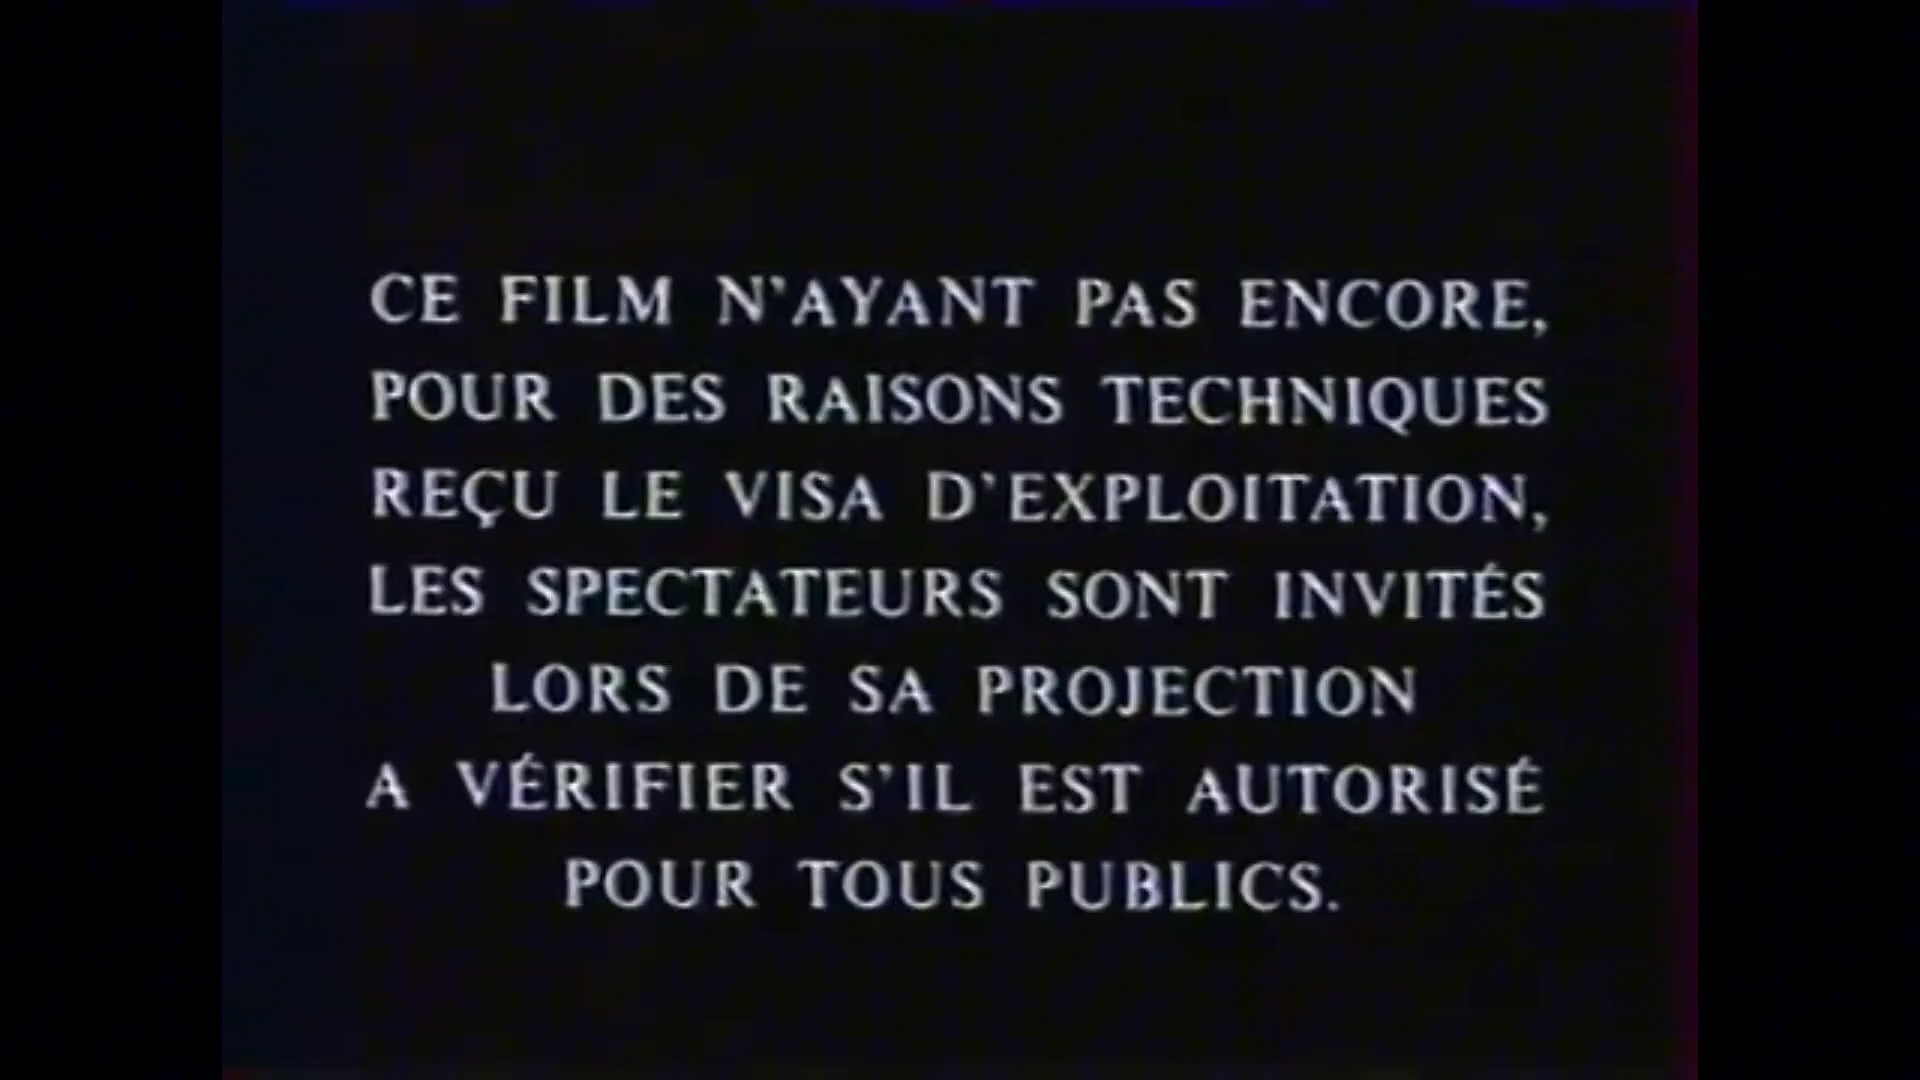 CE FILM N'AYANT PAS ENCORE,
POUR DES RAISONS TECHNIQUES
REÇU LE VISA D'EXPLOITATION,
LES SPECTATEURS SONT INVITÉS
LORS DE SA PROJECTION
A VÉRIFIER S'IL EST AUTORISÉ
POUR TOUS PUBLICS.